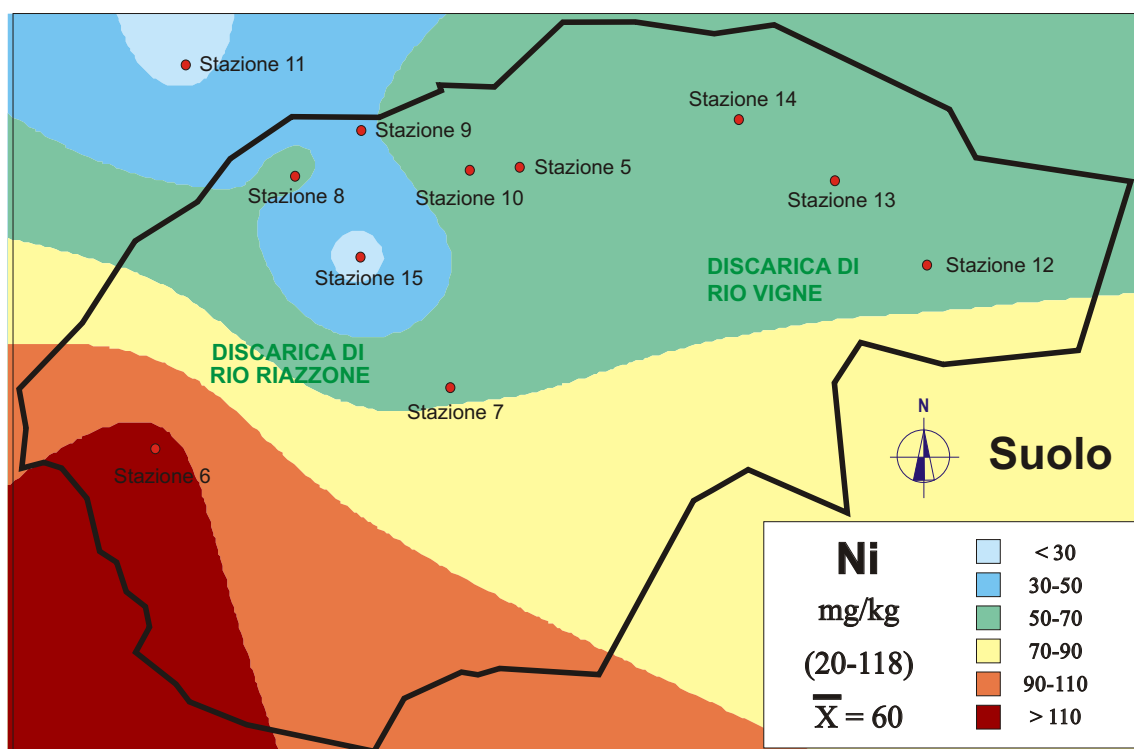 Stazione 11
Stazione 14
Stazione 9
Stazione 5
Stazione 8
Stazione 10
Stazione 13
Stazione 15
DISCARICA DI
RIO VIGNE
Stazione 12
DISCARICA DI
RIO RIAZZONE
Stazione 7
N
Suolo
Stazione 6
Ni
mg/kg
(20-118)
X̅ = 60
< 30
30-50
50-70
70-90
90-110
> 110